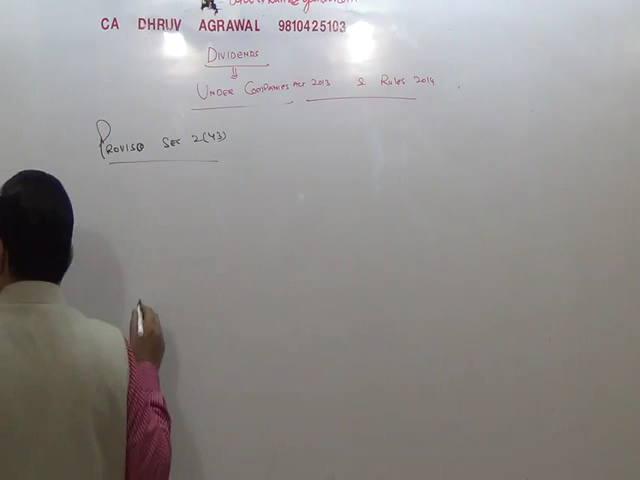 CA DHRUV AGRAWAL 9810425103
DIVIDENDS
UNDER COMPANIES ACT 2013 & RULES 2014
PROVISO SEC 2(43)